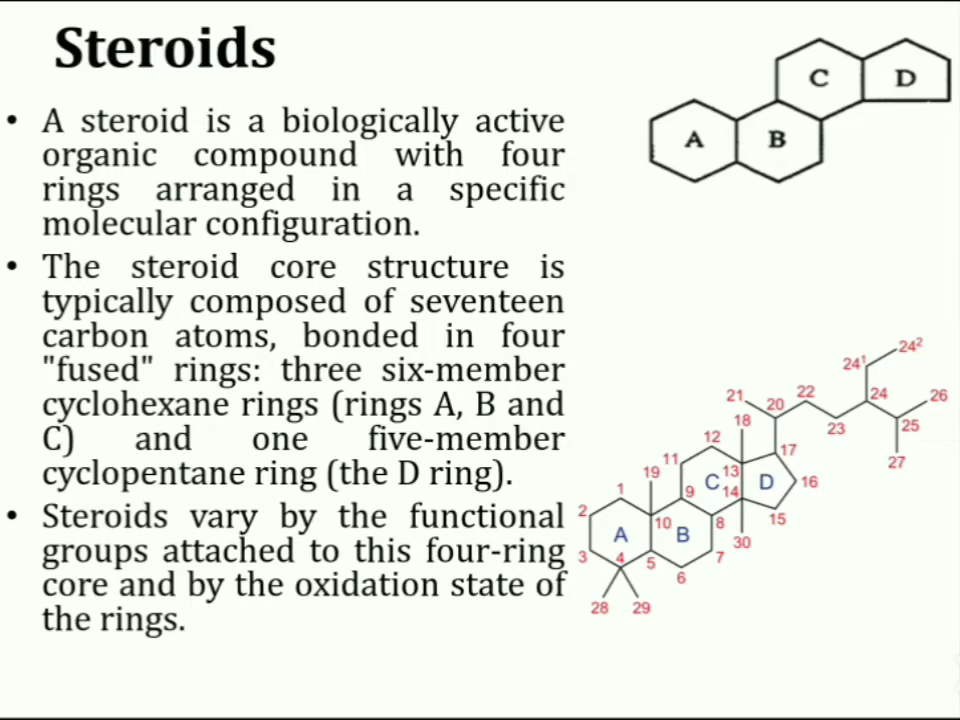 Steroids
• A steroid is a biologically active
organic compound with four
rings arranged in a specific
molecular configuration.
• The steroid core structure is
typically composed of seventeen
carbon atoms, bonded in four
"fused" rings: three six-member
cyclohexane rings (rings A, B and
C) and one five-member
cyclopentane ring (the D ring).
• Steroids vary by the functional
groups attached to this four-ring
core and by the oxidation state of
the rings.
C D
A B
24² 
24¹
21 20 22 24 26
18 23 25
12 17 27
11 13
19 C D 16
1 9 14
2 10 8 15
A B 30
3 4 5 7
6
28 29